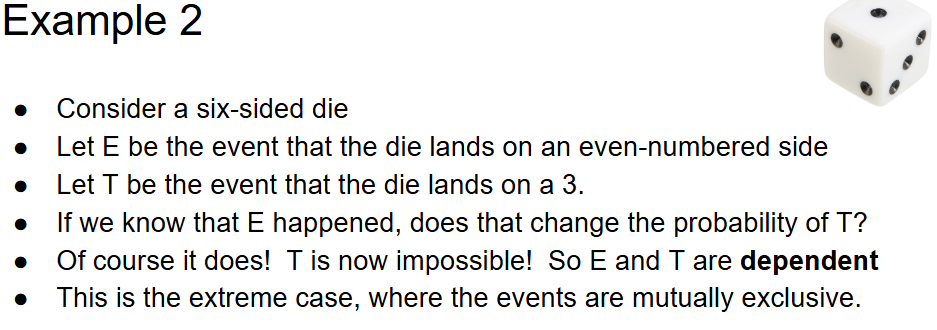 Example 2
● Consider a six-sided die
● Let E be the event that the die lands on an even-numbered side
● Let T be the event that the die lands on a 3.
● If we know that E happened, does that change the probability of T?
● Of course it does!  T is now impossible!  So E and T are dependent
● This is the extreme case, where the events are mutually exclusive.